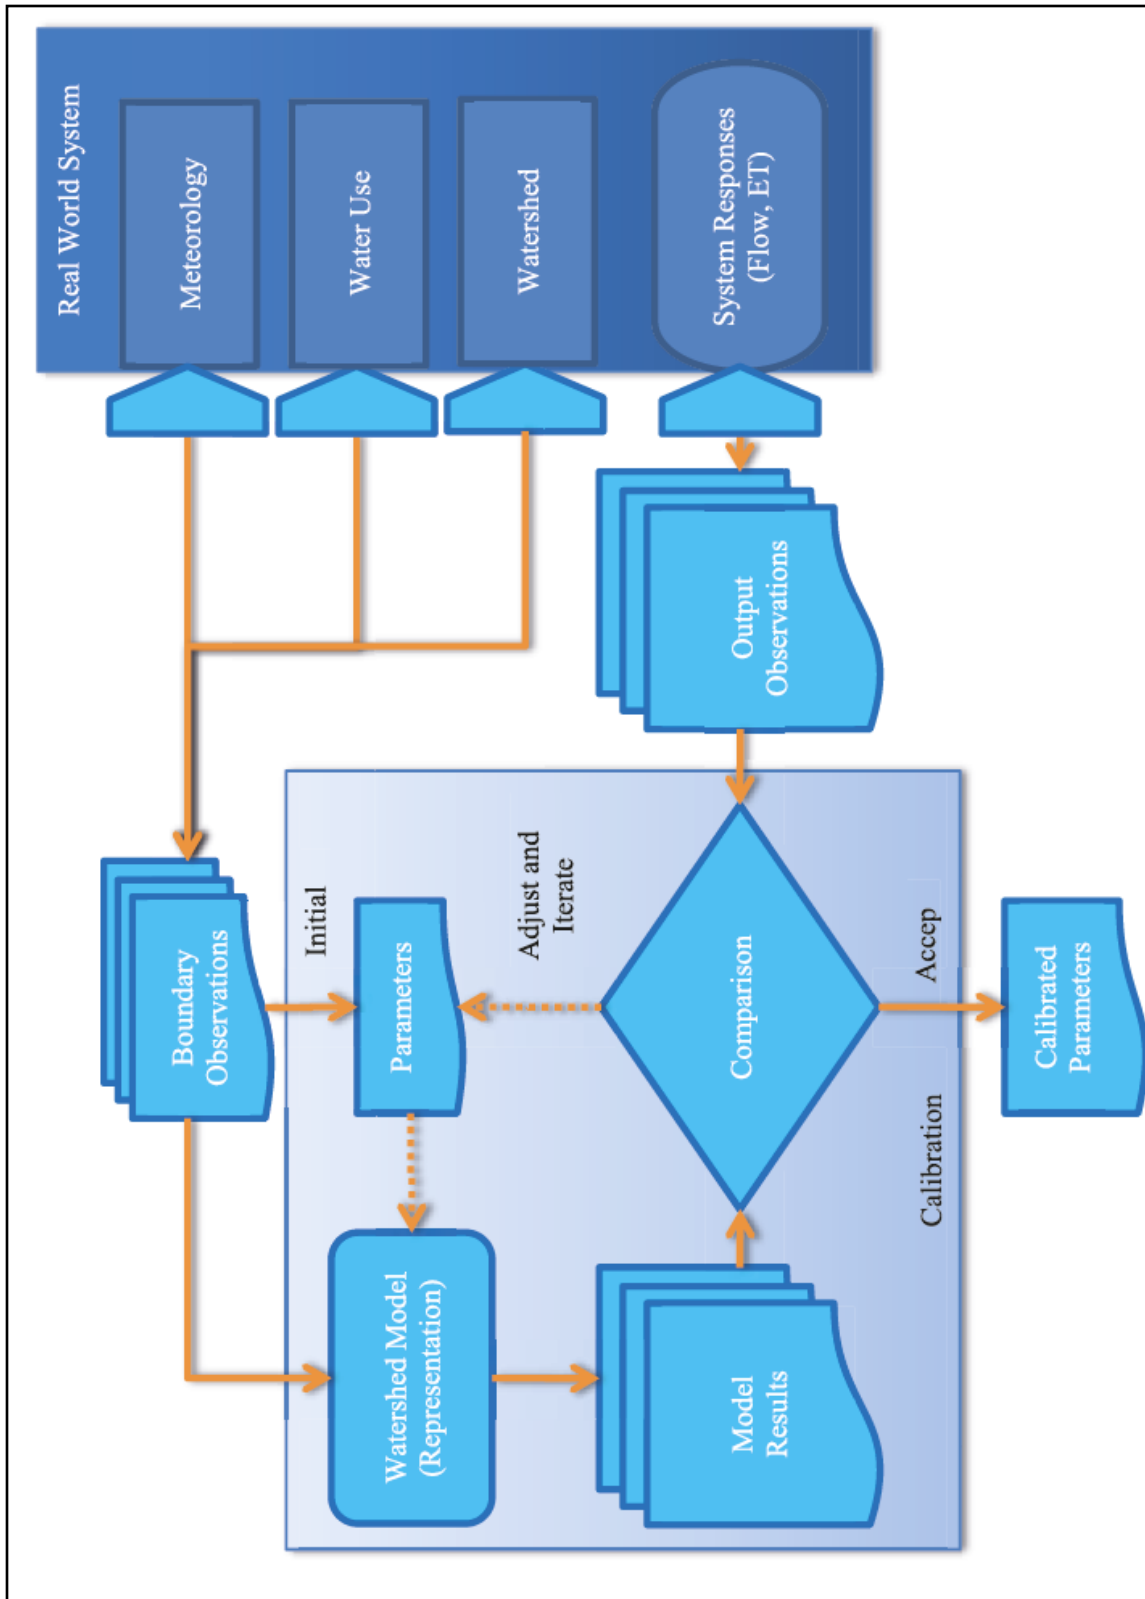 Real World System
Meteorology
Water Use
Watershed
System Responses
(Flow, ET)
Boundary
Observations
Initial
Parameters
Watershed Model
(Representation)
Adjust and
Iterate
Output
Observations
Comparison
Model
Results
Calibration
Accep
Calibrated
Parameters